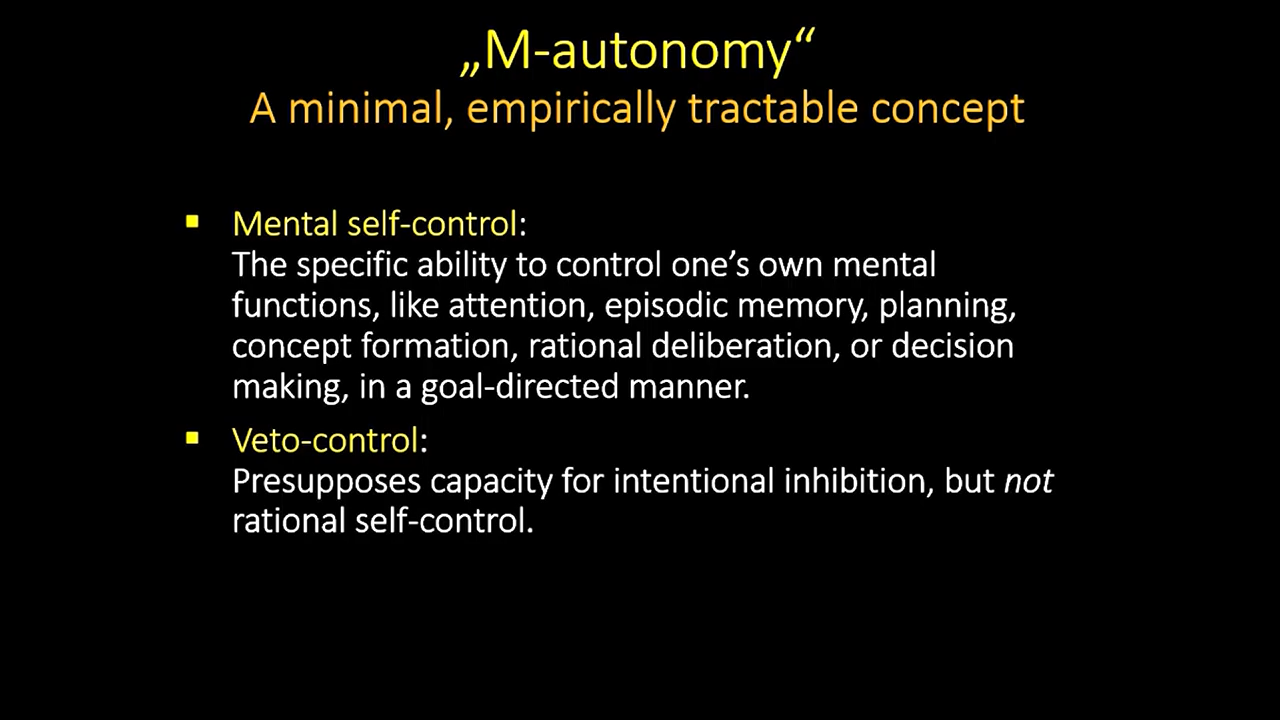 „M-autonomy“
A minimal, empirically tractable concept
▪ Mental self-control:
The specific ability to control one’s own mental
functions, like attention, episodic memory, planning,
concept formation, rational deliberation, or decision
making, in a goal-directed manner.
▪ Veto-control:
Presupposes capacity for intentional inhibition, but not
rational self-control.